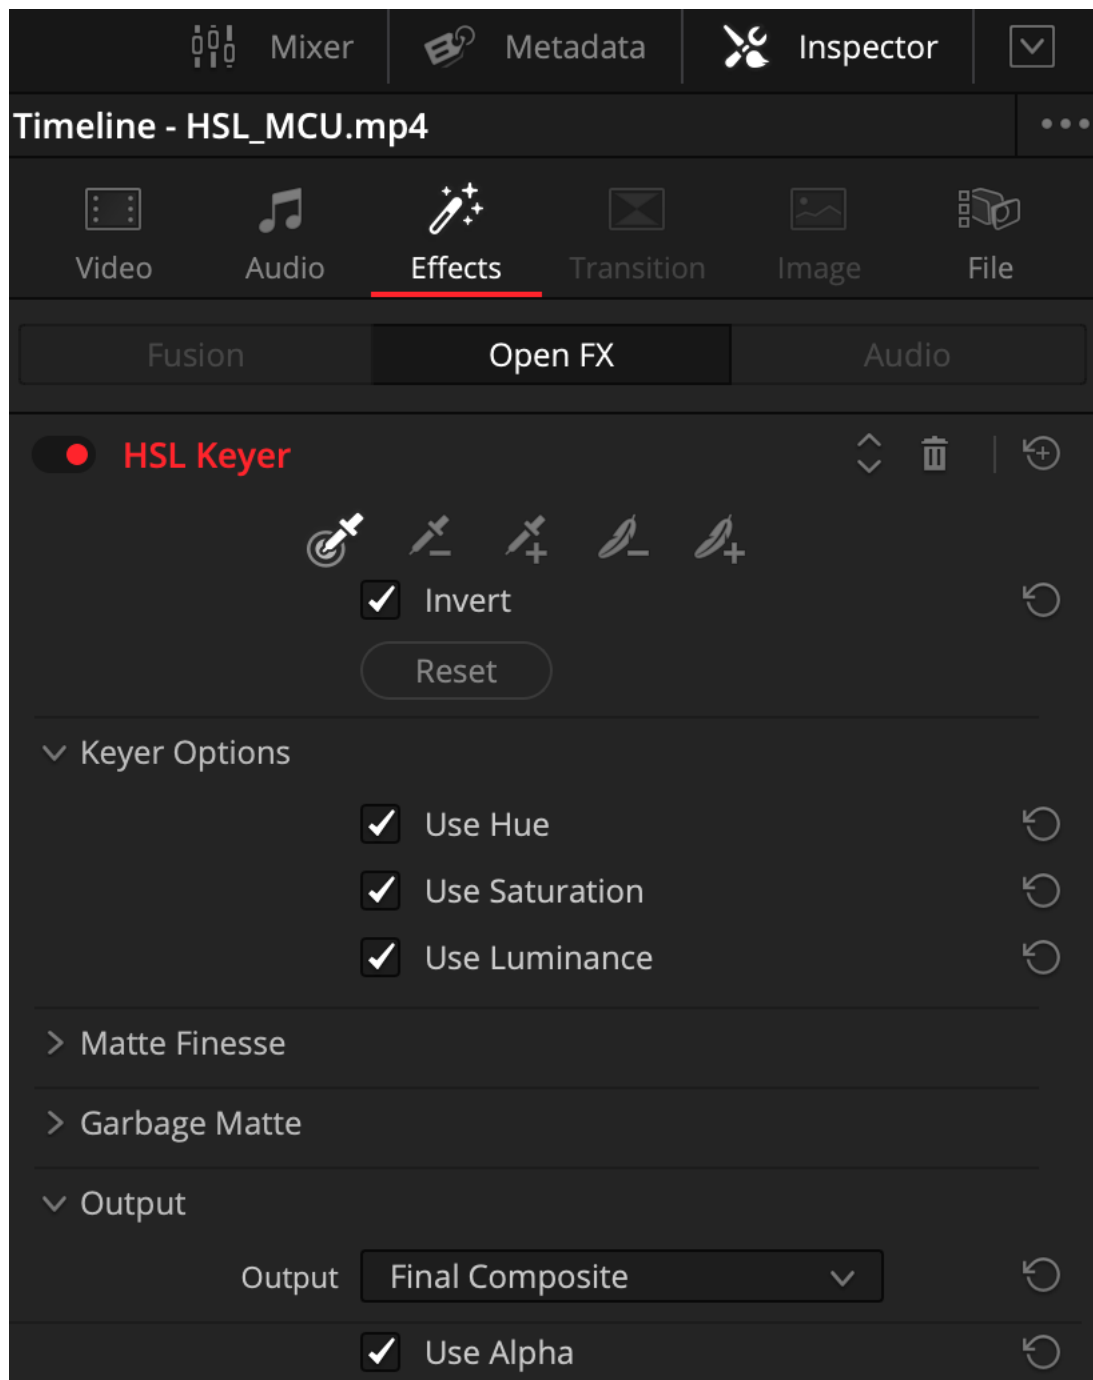 Mixer Metadata Inspector
Timeline - HSL_MCU.mp4
Video Audio Effects Transition Image File
Fusion Open FX Audio
HSL Keyer
Invert
Reset
Keyer Options
Use Hue
Use Saturation
Use Luminance
Matte Finesse
Garbage Matte
Output
Output Final Composite
Use Alpha